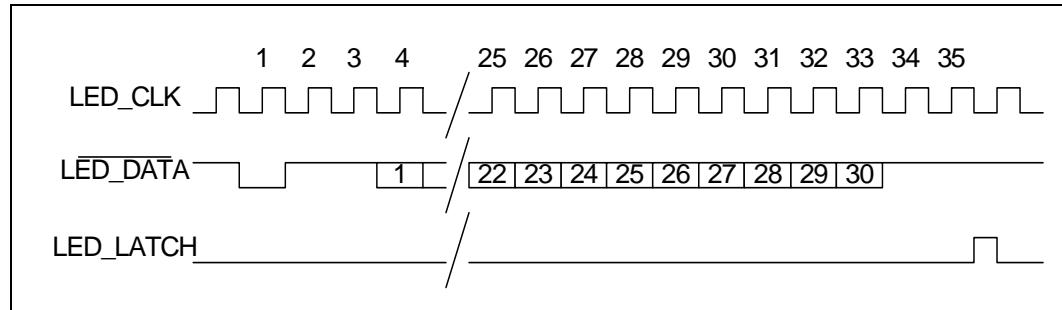 1 2 3 4 25 26 27 28 29 30 31 32 33 34 35
LED_CLK
LED_DATA 1 22 23 24 25 26 27 28 29 30
LED_LATCH